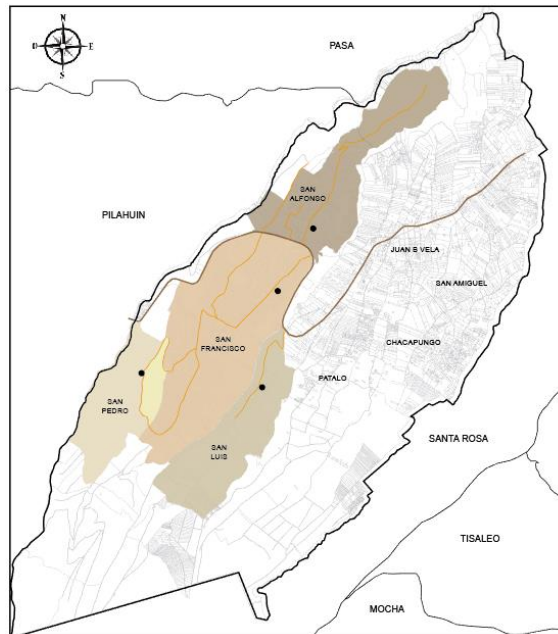 N
E
S
PASA
PILAHUIN
SAN
ALFONSO
JUAN B VELA
SAN AMIGUEL
CHACAPUNGO
SAN
FRANCISCO
PATALO
SAN
PEDRO
SAN
LUIS
SANTA ROSA
TISALEO
MOCHA